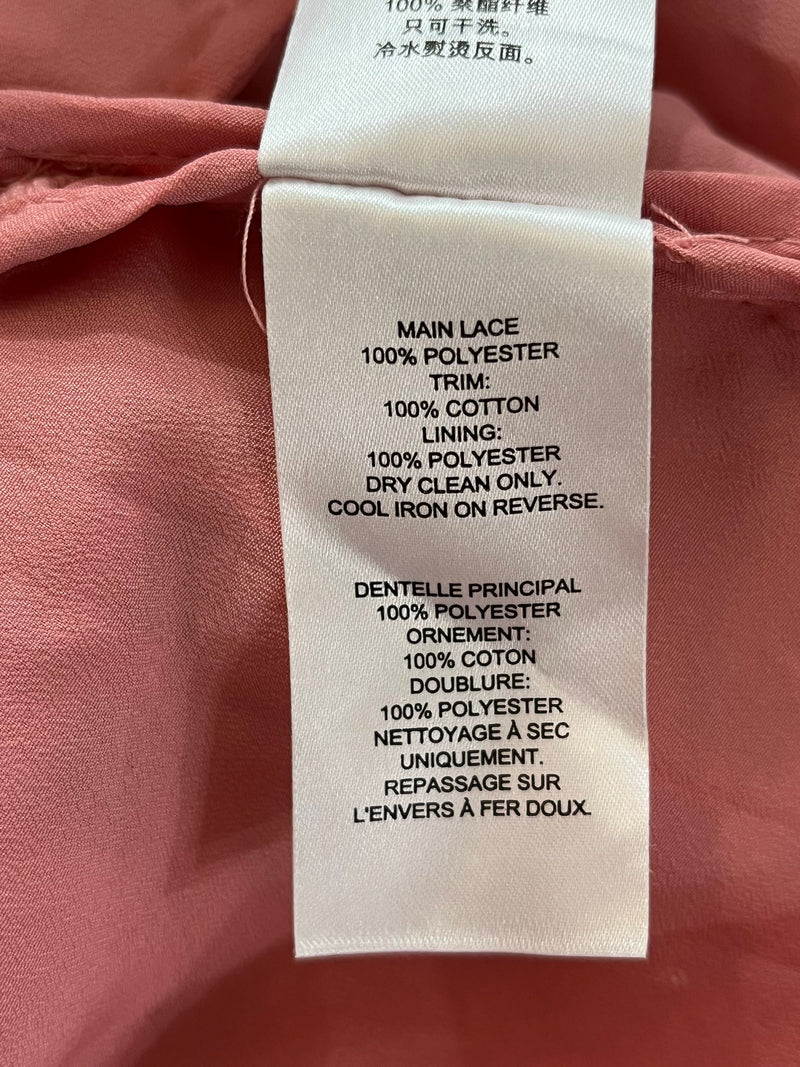 100% 聚酯纤维
只可干洗。
冷水熨烫反面。
MAIN LACE
100% POLYESTER
TRIM:
100% COTTON
LINING:
100% POLYESTER
DRY CLEAN ONLY.
COOL IRON ON REVERSE.
DENTELLE PRINCIPAL
100% POLYESTER
ORNEMENT:
100% COTON
DOUBLURE:
100% POLYESTER
NETTOYAGE À SEC
UNIQUEMENT.
REPASSAGE SUR
L'ENVERS À FER DOUX.